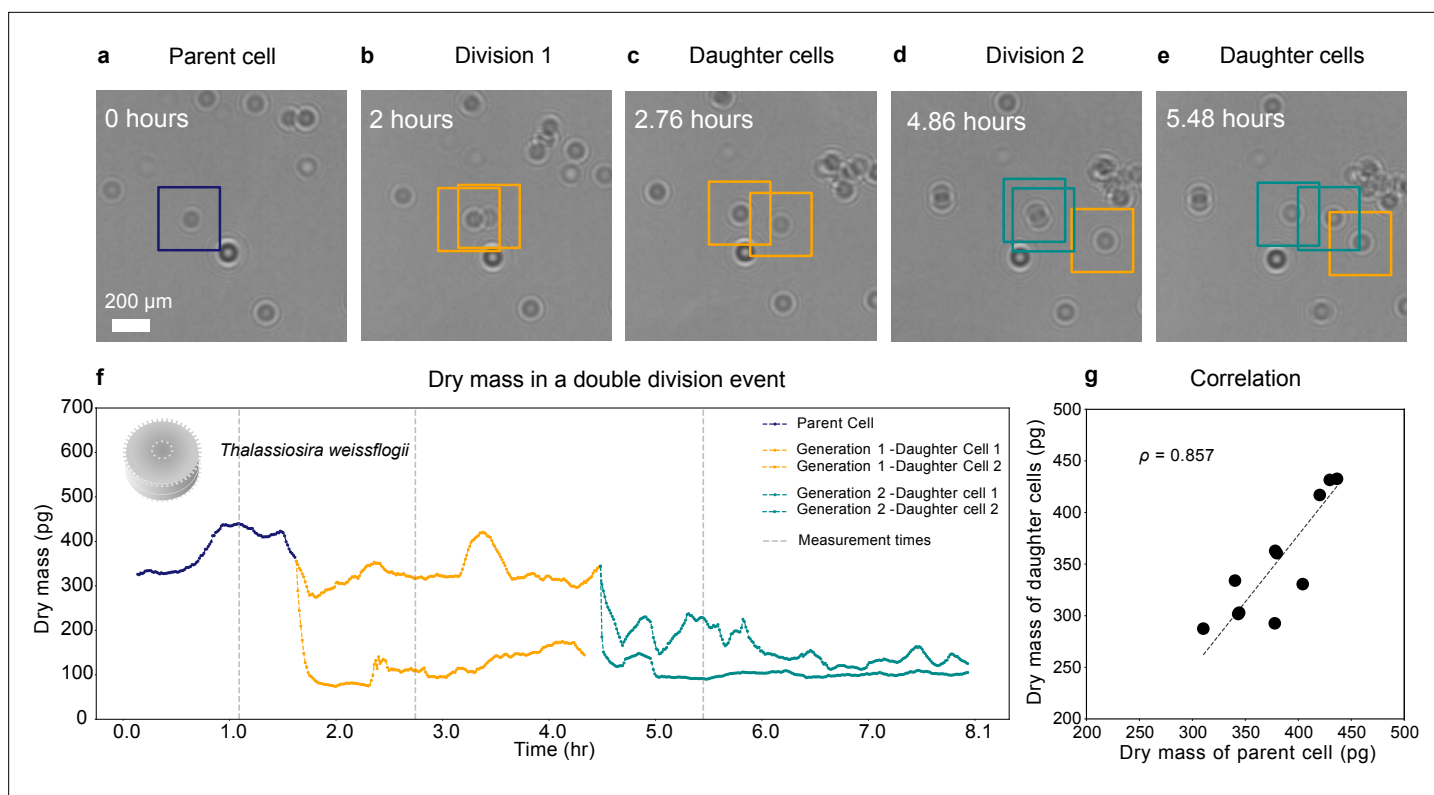 a Parent cell
b Division 1
c Daughter cells
d Division 2
e Daughter cells
0 hours
2 hours
2.76 hours
4.86 hours
5.48 hours
200 µm
f Dry mass in a double division event
Dry mass (pg)
700
600
500
400
300
200
100
0
Thalassiosira weissflogii
Parent Cell
Generation 1 -Daughter Cell 1
Generation 1 -Daughter Cell 2
Generation 2 -Daughter cell 1
Generation 2 -Daughter cell 2
Measurement times
0.0 1.0 2.0 3.0 4.0 5.0 6.0 7.0 8.1
Time (hr)
g Correlation
Dry mass of daughter cells (pg)
500
450
400
350
300
250
200
ρ = 0.857
200 300 350 400 450 500
Dry mass of parent cell (pg)